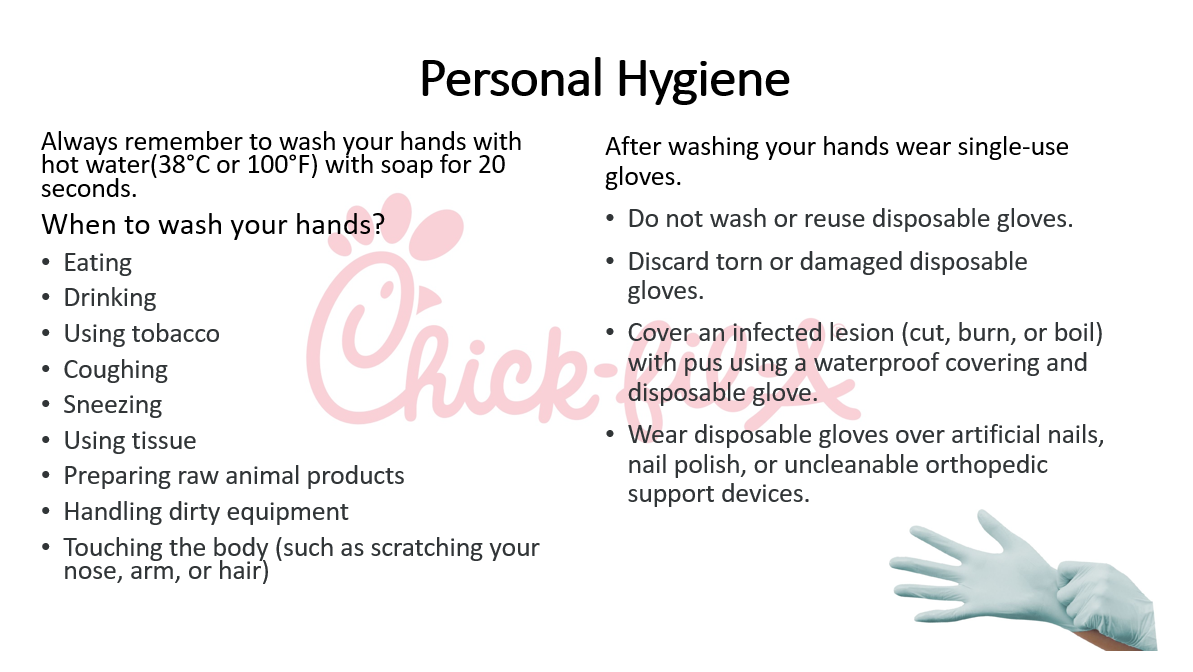 Personal Hygiene
Always remember to wash your hands with
hot water(38°C or 100°F) with soap for 20
seconds.
When to wash your hands?
• Eating
• Drinking
• Using tobacco
• Coughing
• Sneezing
• Using tissue
• Preparing raw animal products
• Handling dirty equipment
• Touching the body (such as scratching your
nose, arm, or hair)
After washing your hands wear single-use
gloves.
• Do not wash or reuse disposable gloves.
• Discard torn or damaged disposable
gloves.
• Cover an infected lesion (cut, burn, or boil)
with pus using a waterproof covering and
disposable glove.
• Wear disposable gloves over artificial nails,
nail polish, or uncleanable orthopedic
support devices.
Chick-fil-A